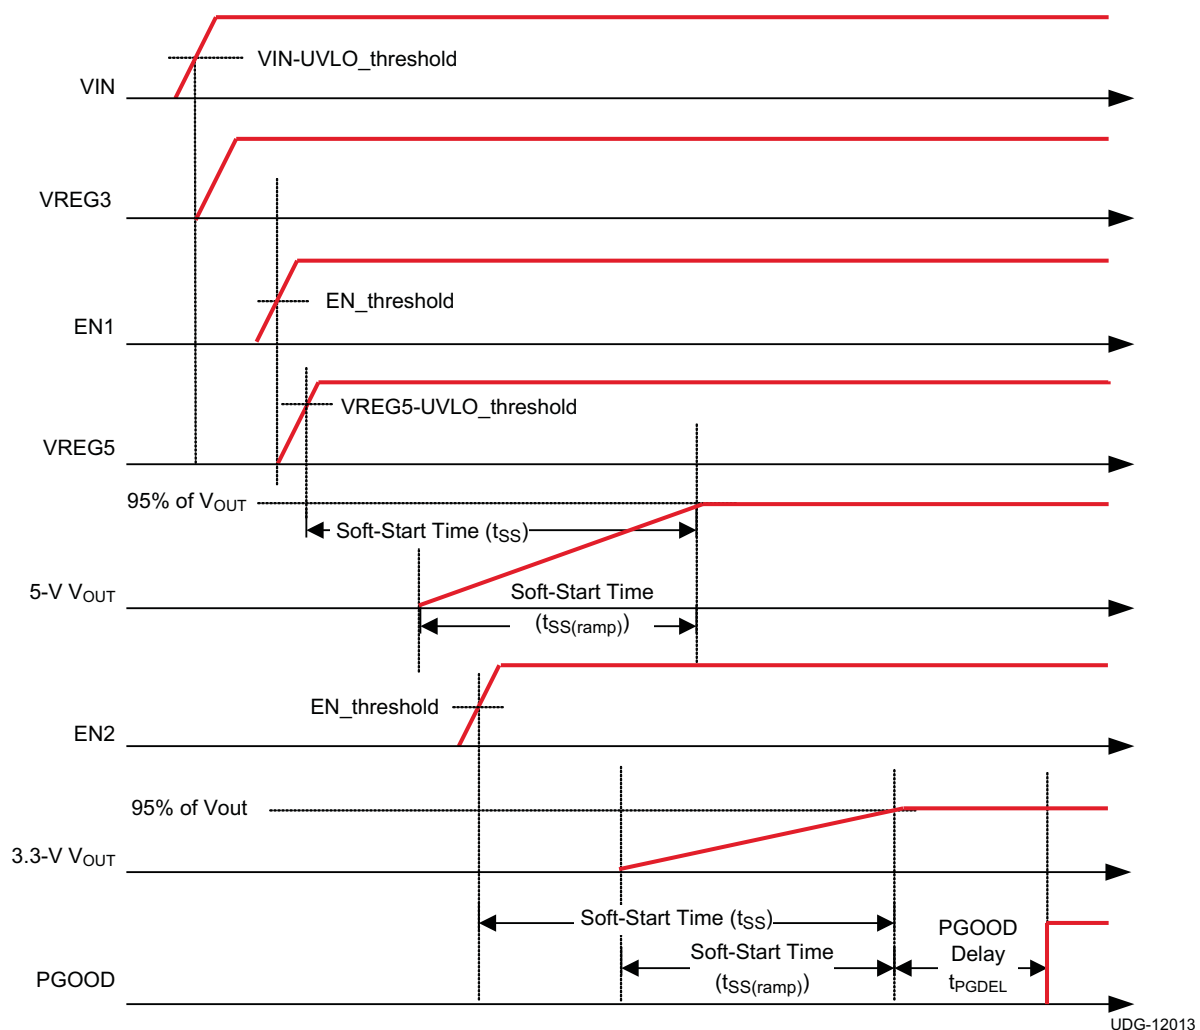 VIN-UVLO_threshold
VIN
VREG3
EN_threshold
EN1
VREG5-UVLO_threshold
VREG5
95% of VOUT
Soft-Start Time (tSS)
5-V VOUT
Soft-Start Time
(tSS(ramp))
EN_threshold
EN2
95% of Vout
3.3-V VOUT
Soft-Start Time (tSS)
PGOOD
Delay
tPGDEL
Soft-Start Time
(tSS(ramp))
PGOOD
UDG-12013